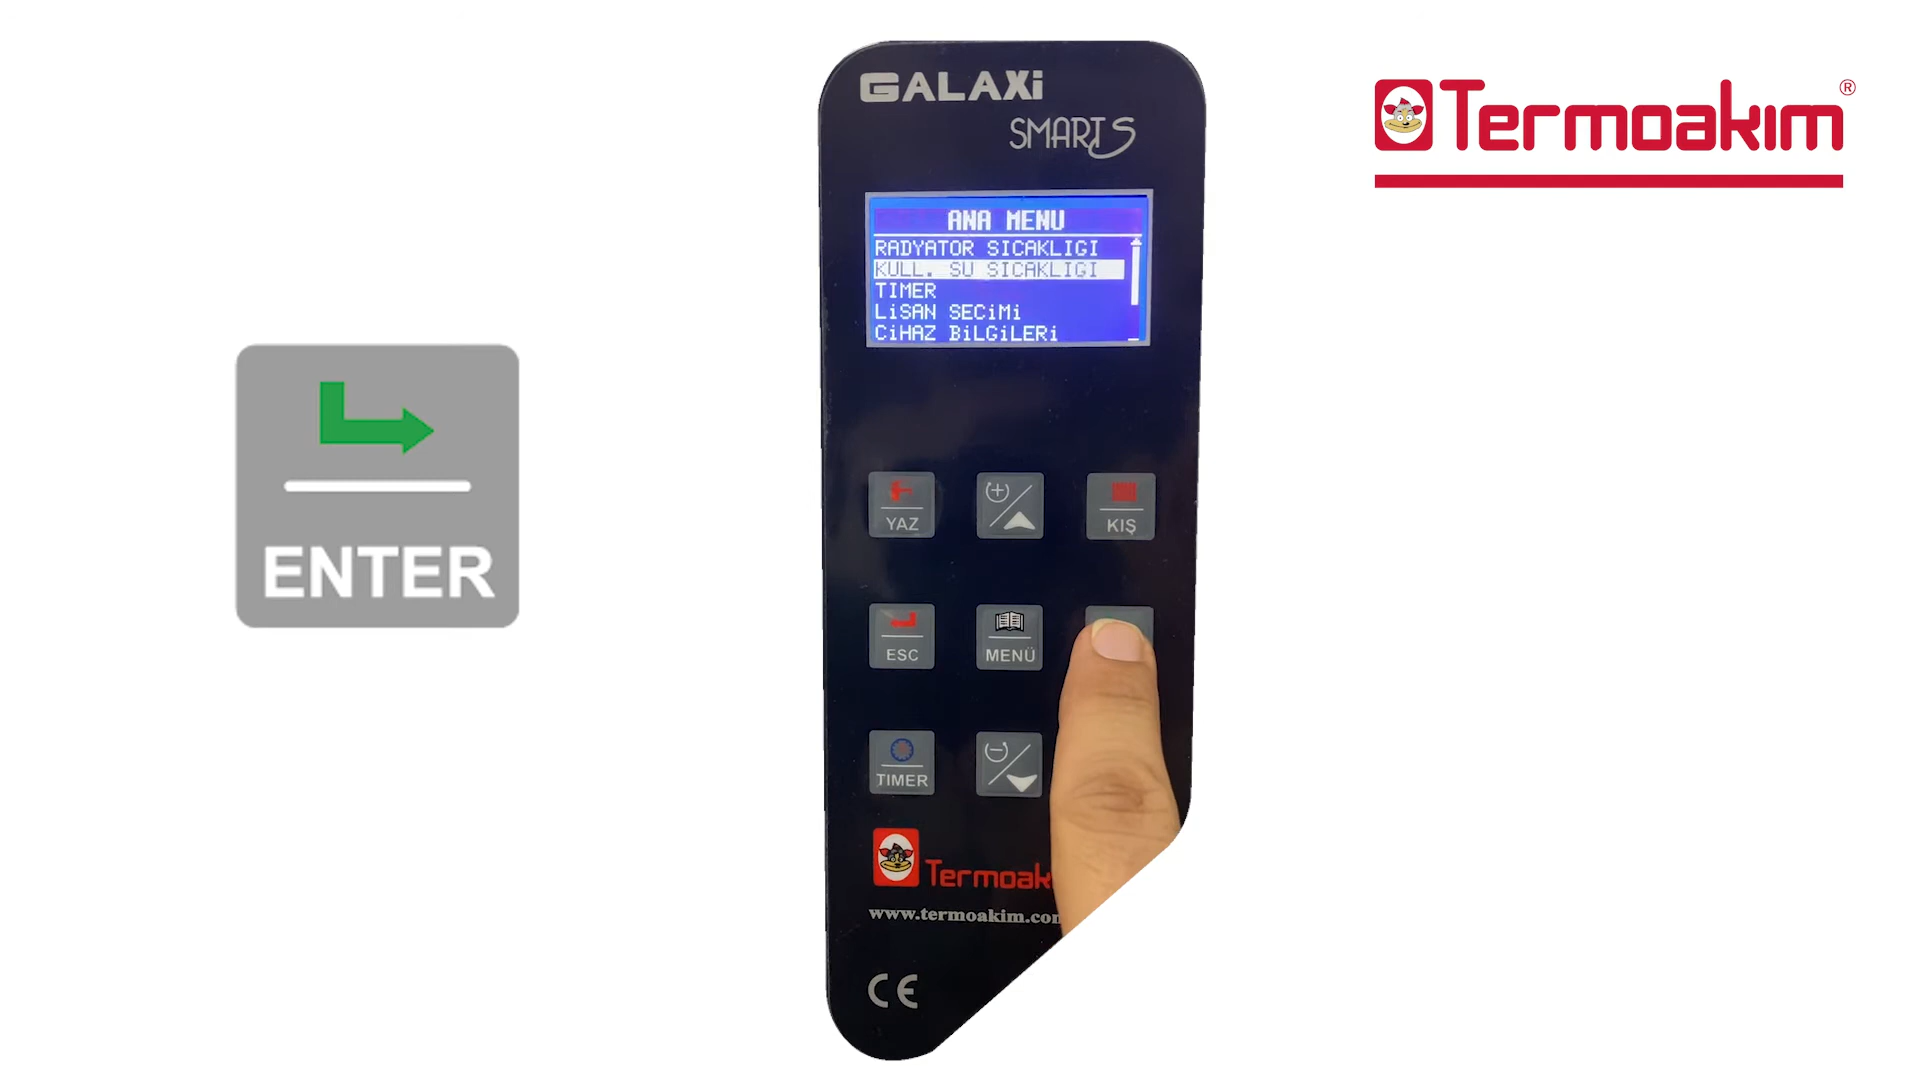 ENTER
GALAXi
SMART S
ANA MENU
RADYATOR SICAKLIGI
KULL. SU SICAKLIGI
TIMER
LiSAN SECiMi
CiHAZ BiLGiLERi
YAZ
KIŞ
ESC
MENÜ
TIMER
Termoak
www.termoakim.com
CE
Termoakım®